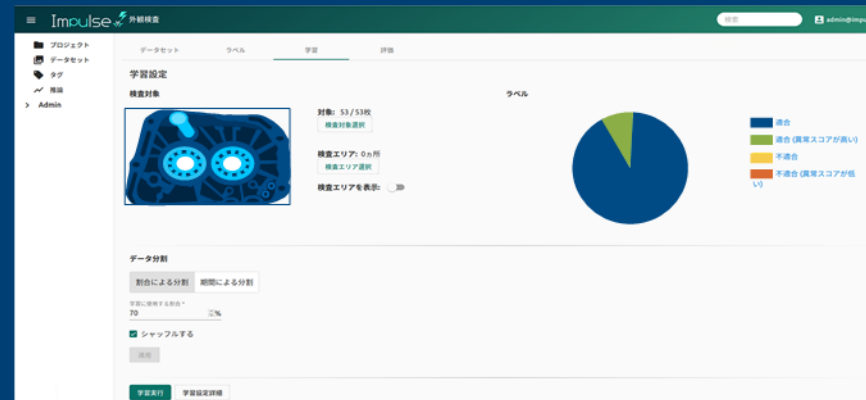 Impulse 外観検査
検索
admin@impu
プロジェクト
データセット
タグ
推論
Admin
データセット ラベル 学習 評価
学習設定
検査対象
対象: 53/53枚
検査対象選択
検査エリア: 0ヵ所
検査エリア選択
検査エリアを表示:
ラベル
適合
適合 (異常スコアが高い)
不適合
不適合 (異常スコアが低
い)
データ分割
割合による分割 期間による分割
学習に使用する割合 *
70 %
シャッフルする
適用
学習実行 学習設定詳細